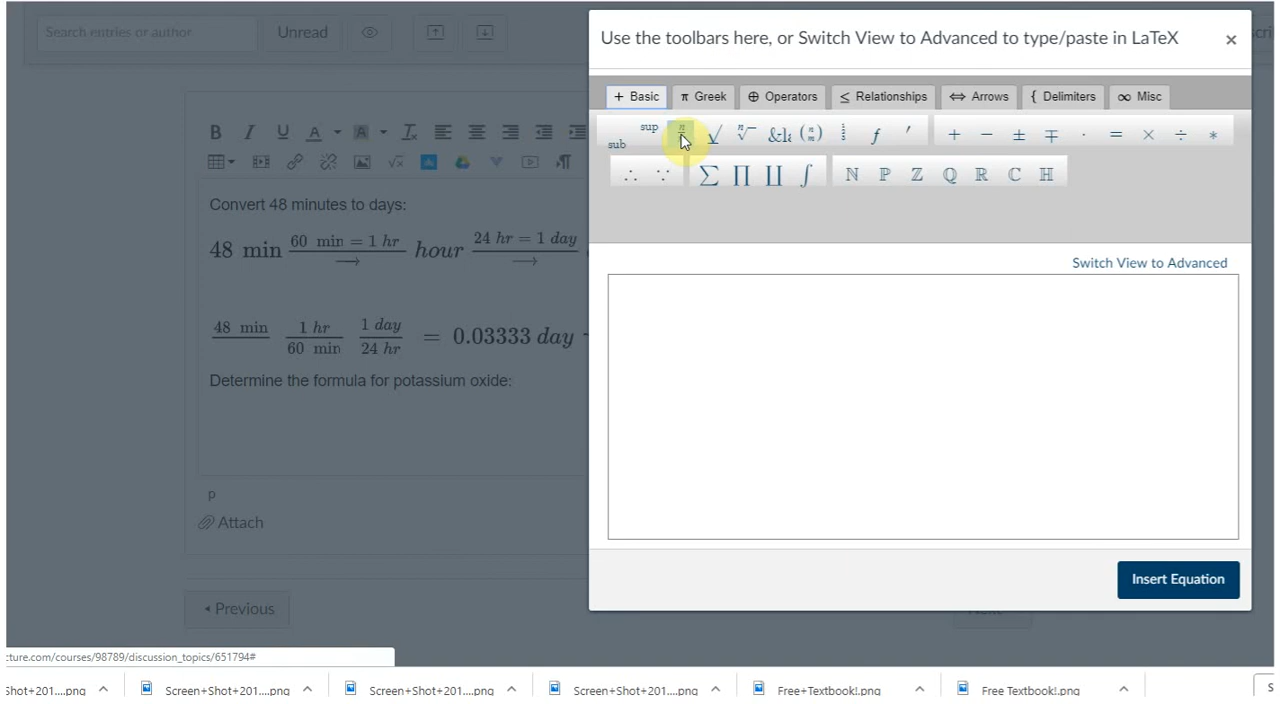 Search entries or author
Unread
Use the toolbars here, or Switch View to Advanced to type/paste in LaTeX ×
+ Basic
π Greek
⊕ Operators
≤ Relationships
⇔ Arrows
{ Delimiters
∞ Misc
sub sup n/m √ n√ (n m) f ′
+ − ± ∓ · = × ÷ *
∴ ∵ ∑ ∏ ∐ ∫ ℕ ℙ ℤ ℚ ℝ ℂ ℍ
B I U A A Tx
Convert 48 minutes to days:
48 min 60 min = 1 hr → hour 24 hr = 1 day →
48 min 1 hr/60 min 1 day/24 hr = 0.03333 day
Determine the formula for potassium oxide:
Switch View to Advanced
p
Attach
Insert Equation
Previous
cture.com/courses/98789/discussion_topics/651794#
Shot+201....png
Screen+Shot+201....png
Screen+Shot+201....png
Screen+Shot+201....png
Free+Textbook!.png
Free Textbook!.png